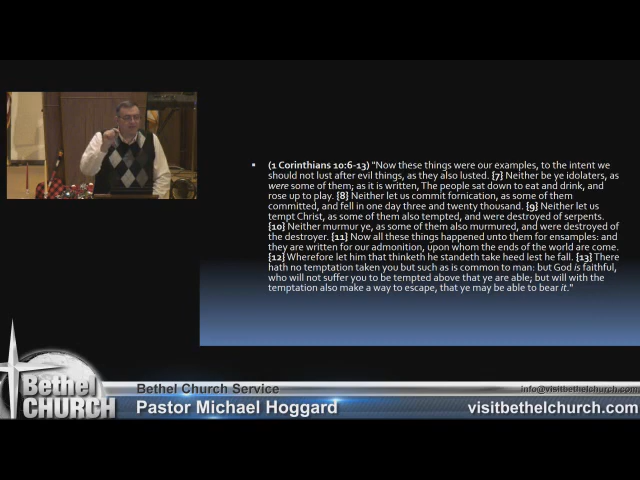 (1 Corinthians 10:6-13) "Now these things were our examples, to the intent we
should not lust after evil things, as they also lusted. {7} Neither be ye idolaters, as
were some of them; as it is written, The people sat down to eat and drink, and
rose up to play. {8} Neither let us commit fornication, as some of them
committed, and fell in one day three and twenty thousand. {9} Neither let us
tempt Christ, as some of them also tempted, and were destroyed of serpents.
{10} Neither murmur ye, as some of them also murmured, and were destroyed of
the destroyer. {11} Now all these things happened unto them for ensamples: and
they are written for our admonition, upon whom the ends of the world are come.
{12} Wherefore let him that thinketh he standeth take heed lest he fall. {13} There
hath no temptation taken you but such as is common to man: but God is faithful,
who will not suffer you to be tempted above that ye are able; but will with the
temptation also make a way to escape, that ye may be able to bear it."
Bethel
CHURCH
Bethel Church Service
info@visitbethelchurch.com
Pastor Michael Hoggard
visitbethelchurch.com